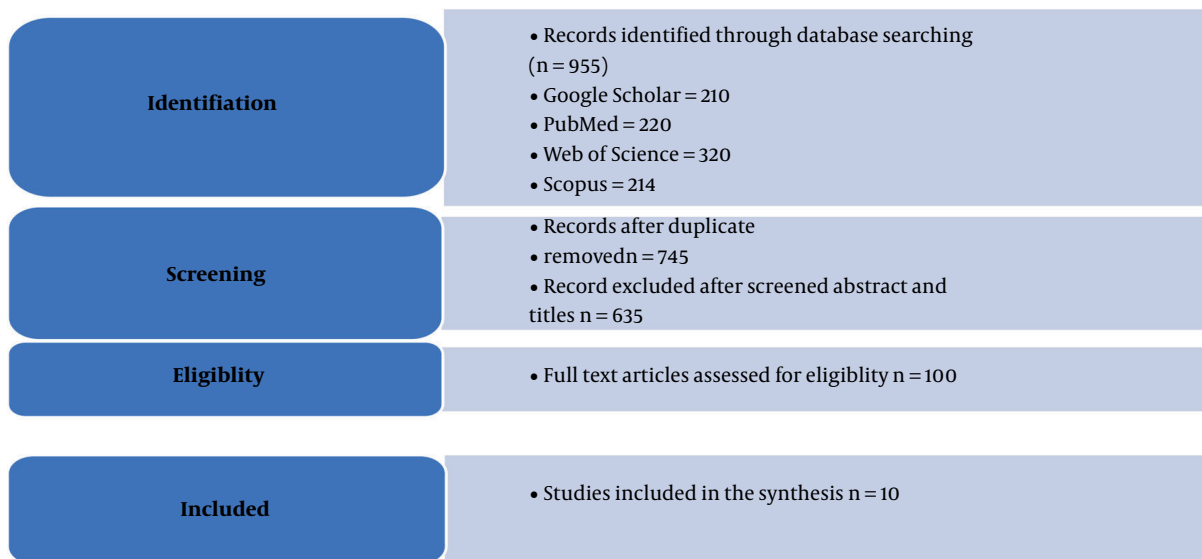 Identifiation
• Records identified through database searching
(n = 955)
• Google Scholar = 210
• PubMed = 220
• Web of Science = 320
• Scopus = 214
Screening
• Records after duplicate
• removedn = 745
• Record excluded after screened abstract and
titles n = 635
Eligiblity
• Full text articles assessed for eligiblity n = 100
Included
• Studies included in the synthesis n = 10